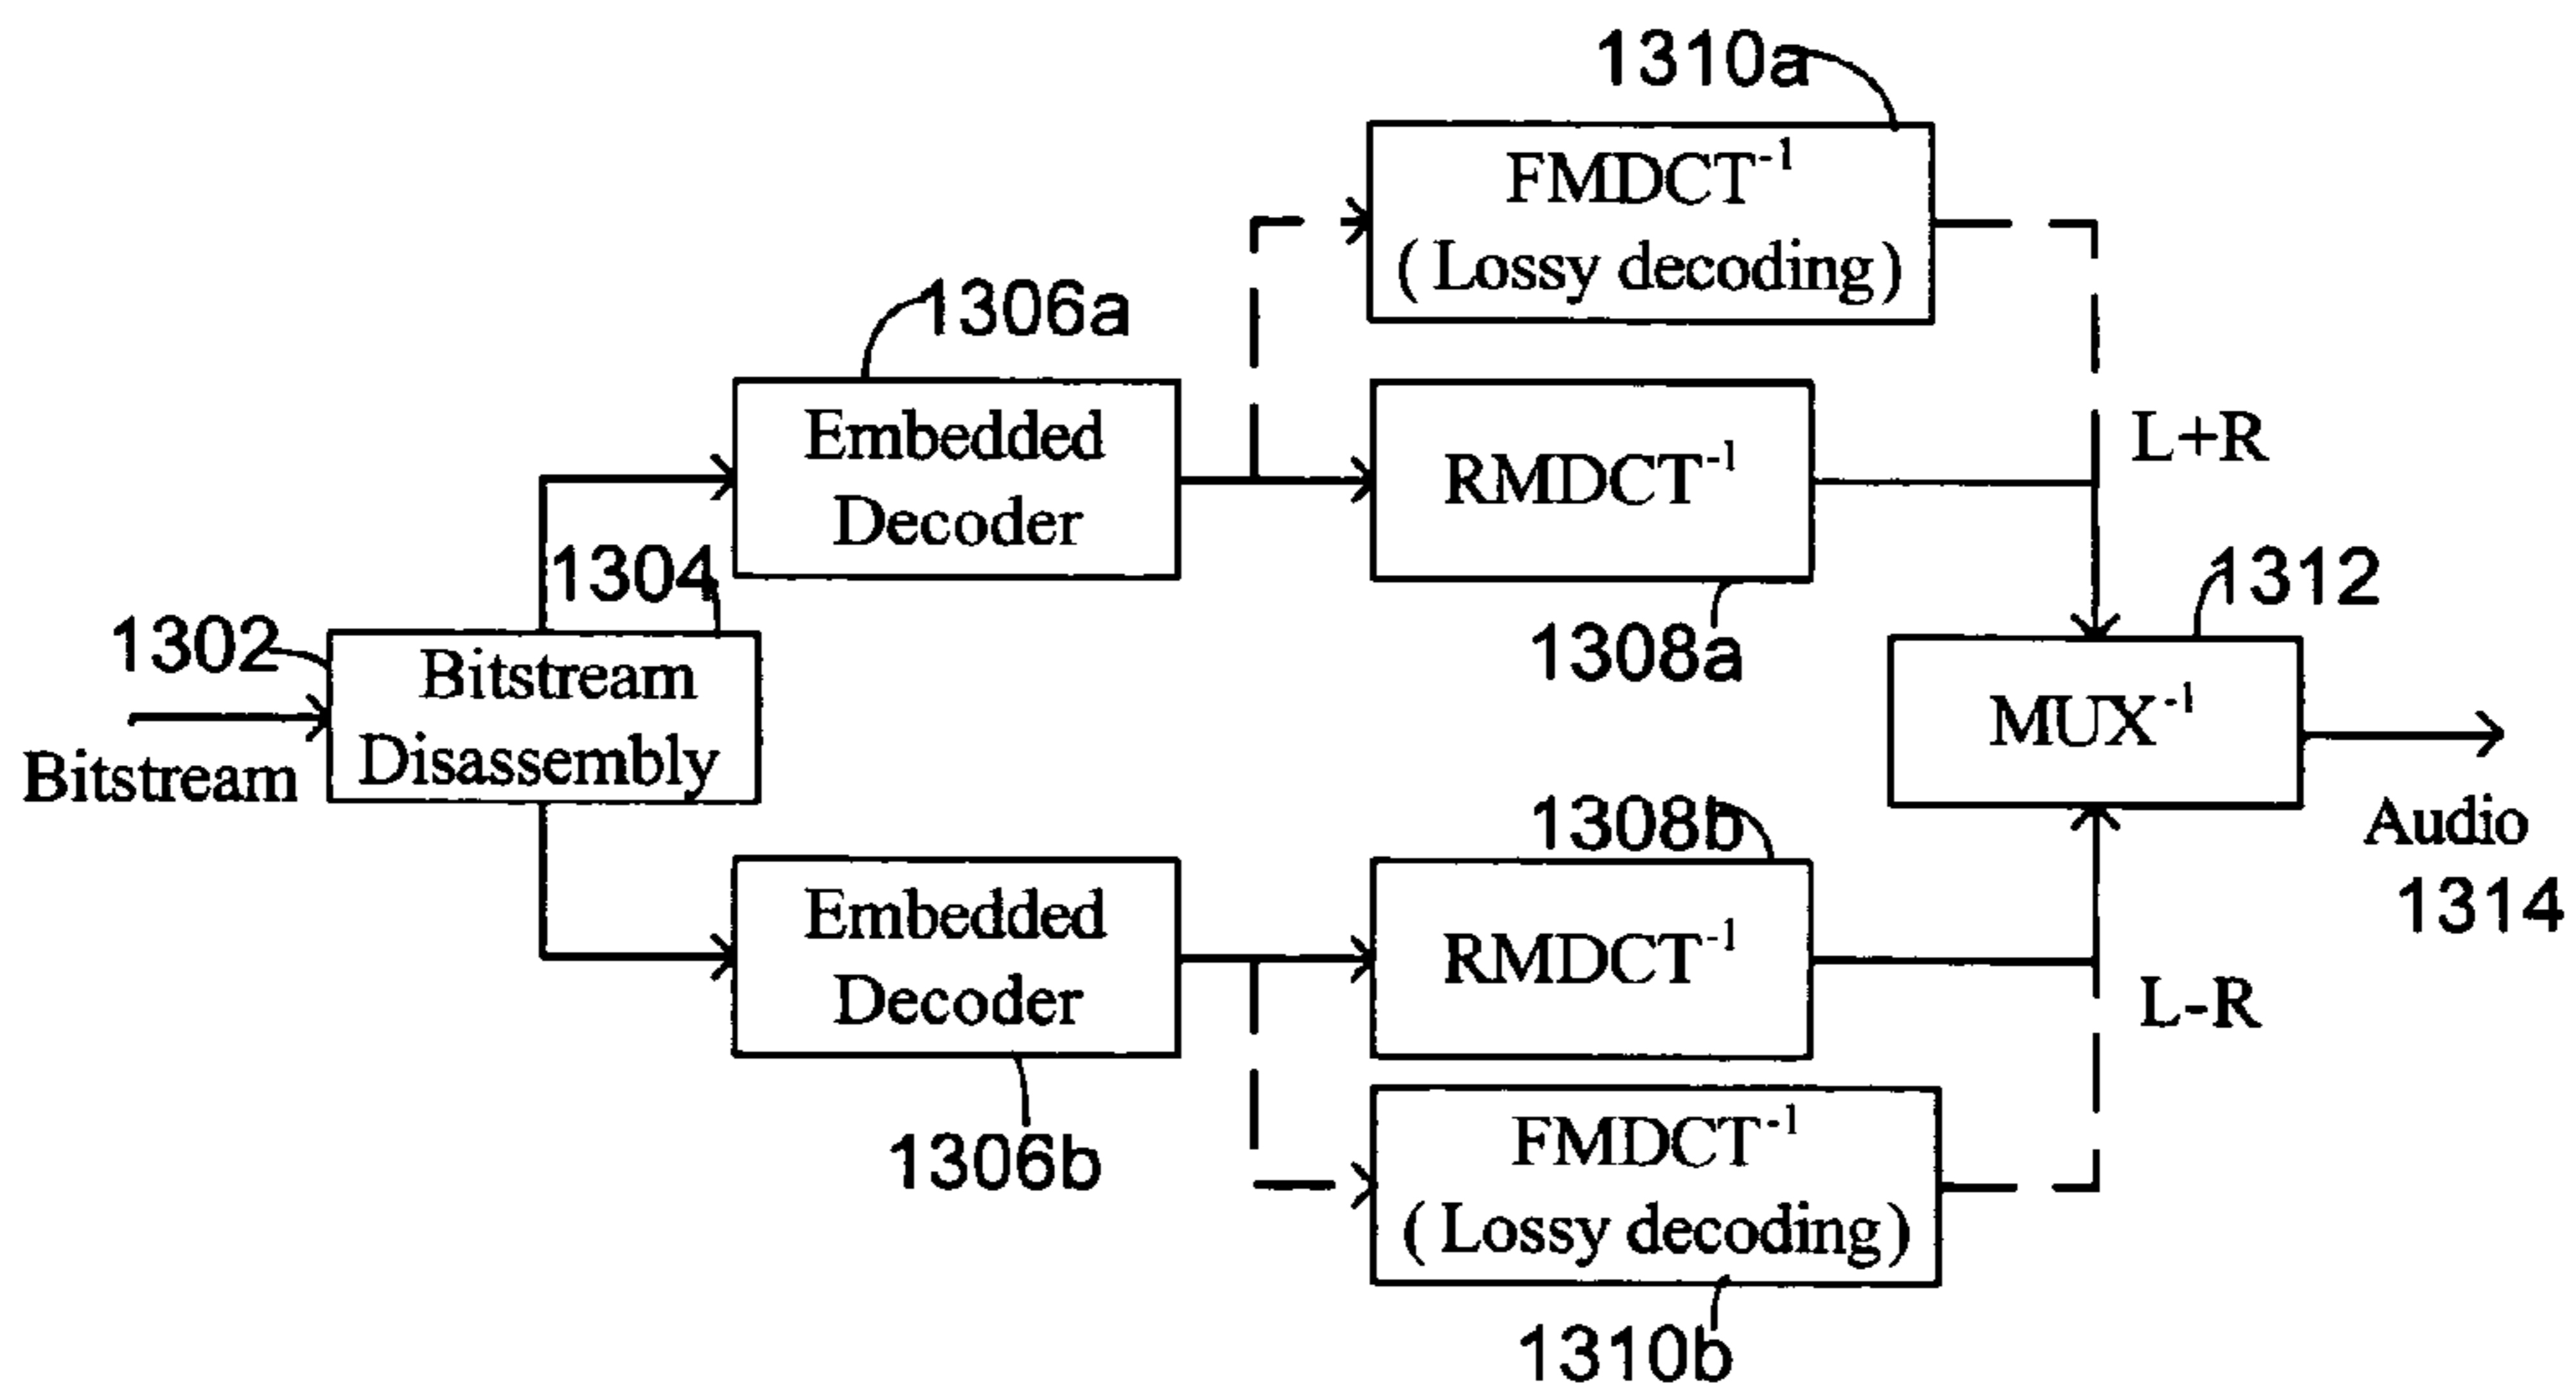 1310a
FMDCT⁻¹
( Lossy decoding)
1306a
Embedded
Decoder
RMDCT⁻¹
L+R
1304
1302
Bitstream
Disassembly
Bitstream
1308a
1312
MUX⁻¹
Audio
1314
1308b
Embedded
Decoder
RMDCT⁻¹
L-R
1306b
FMDCT⁻¹
( Lossy decoding)
1310b